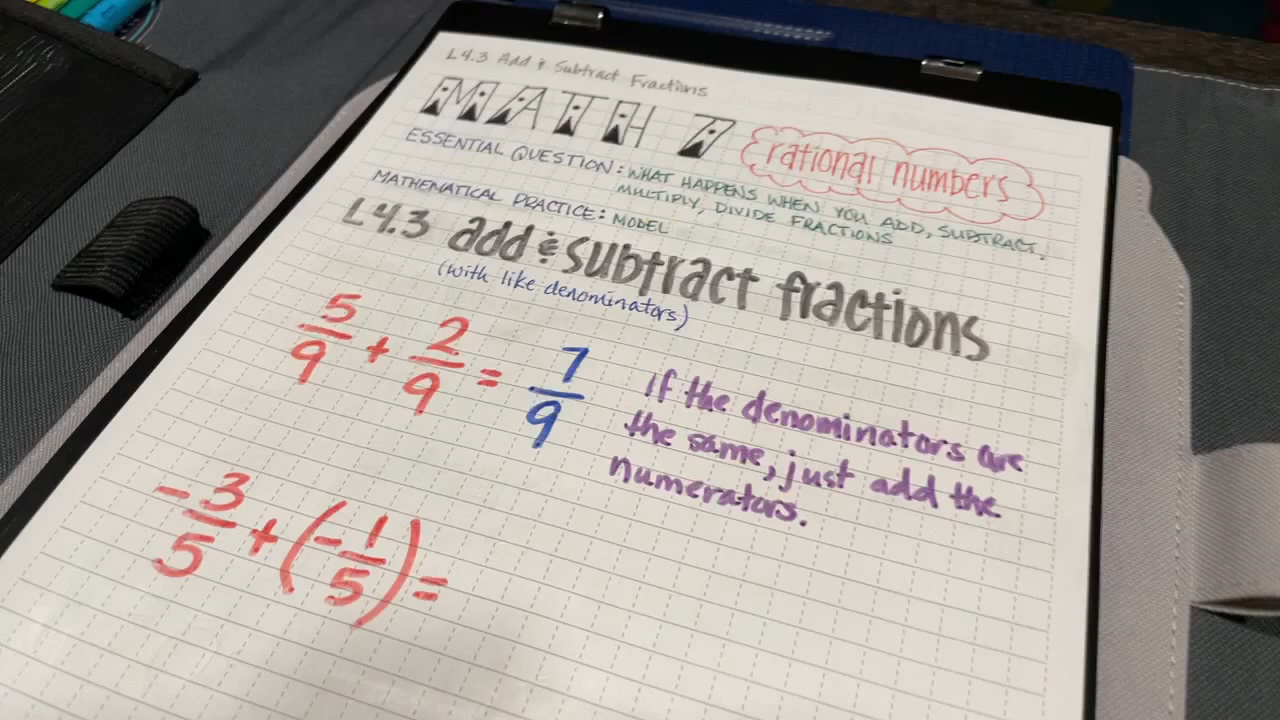 L4.3 Add & Subtract Fractions
MATH 7
rational numbers
ESSENTIAL QUESTION: WHAT HAPPENS WHEN YOU ADD, SUBTRACT,
MULTIPLY, DIVIDE FRACTIONS
MATHEMATICAL PRACTICE: MODEL
L4.3 add & subtract fractions
(with like denominators)
5/9 + 2/9 = 7/9
If the denominators are
the same, just add the
numerators.
-3/5 + (-1/5) =